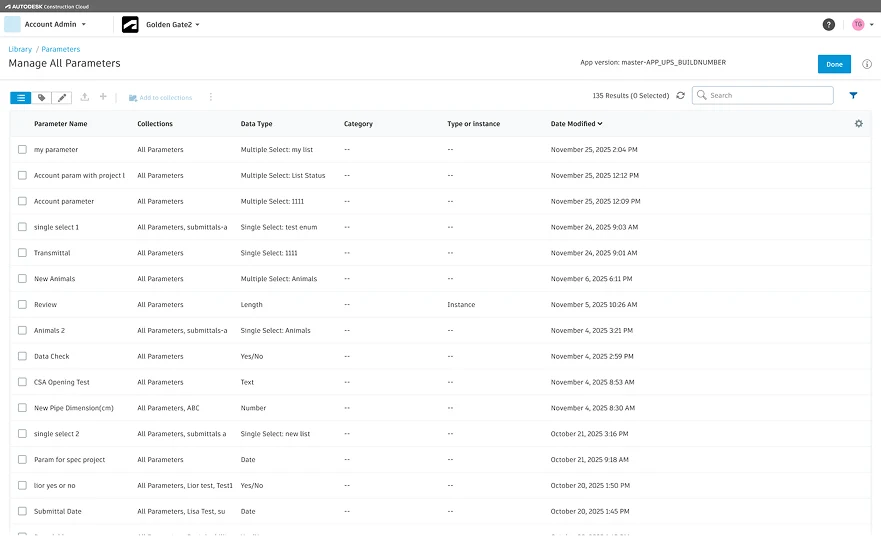 AUTODESK Construction Cloud
Account Admin
Golden Gate2
?
TG
Library / Parameters
Manage All Parameters
App version: master-APP_UPS_BUILDNUMBER
Done
Add to collections
135 Results (0 Selected)
Search
Parameter Name Collections Data Type Category Type or instance Date Modified
my parameter All Parameters Multiple Select: my list -- -- November 25, 2025 2:04 PM
Account param with project l All Parameters Multiple Select: List Status -- -- November 25, 2025 12:12 PM
Account parameter All Parameters Multiple Select: 1111 -- -- November 25, 2025 12:09 PM
single select 1 All Parameters, submittals-a Single Select: test enum -- -- November 24, 2025 9:03 AM
Transmittal All Parameters Single Select: 1111 -- -- November 24, 2025 9:01 AM
New Animals All Parameters Multiple Select: Animals -- -- November 6, 2025 6:11 PM
Review All Parameters Length -- Instance November 5, 2025 10:26 AM
Animals 2 All Parameters, submittals-a Single Select: Animals -- -- November 4, 2025 3:21 PM
Data Check All Parameters Yes/No -- -- November 4, 2025 2:59 PM
CSA Opening Test All Parameters Text -- -- November 4, 2025 8:53 AM
New Pipe Dimension(cm) All Parameters, ABC Number -- -- November 4, 2025 8:30 AM
single select 2 All Parameters, submittals a Single Select: new list -- -- October 21, 2025 3:16 PM
Param for spec project All Parameters Date -- -- October 21, 2025 9:18 AM
lior yes or no All Parameters, Lior test, Test1 Yes/No -- -- October 20, 2025 1:50 PM
Submittal Date All Parameters, Lisa Test, su Date -- -- October 20, 2025 1:45 PM